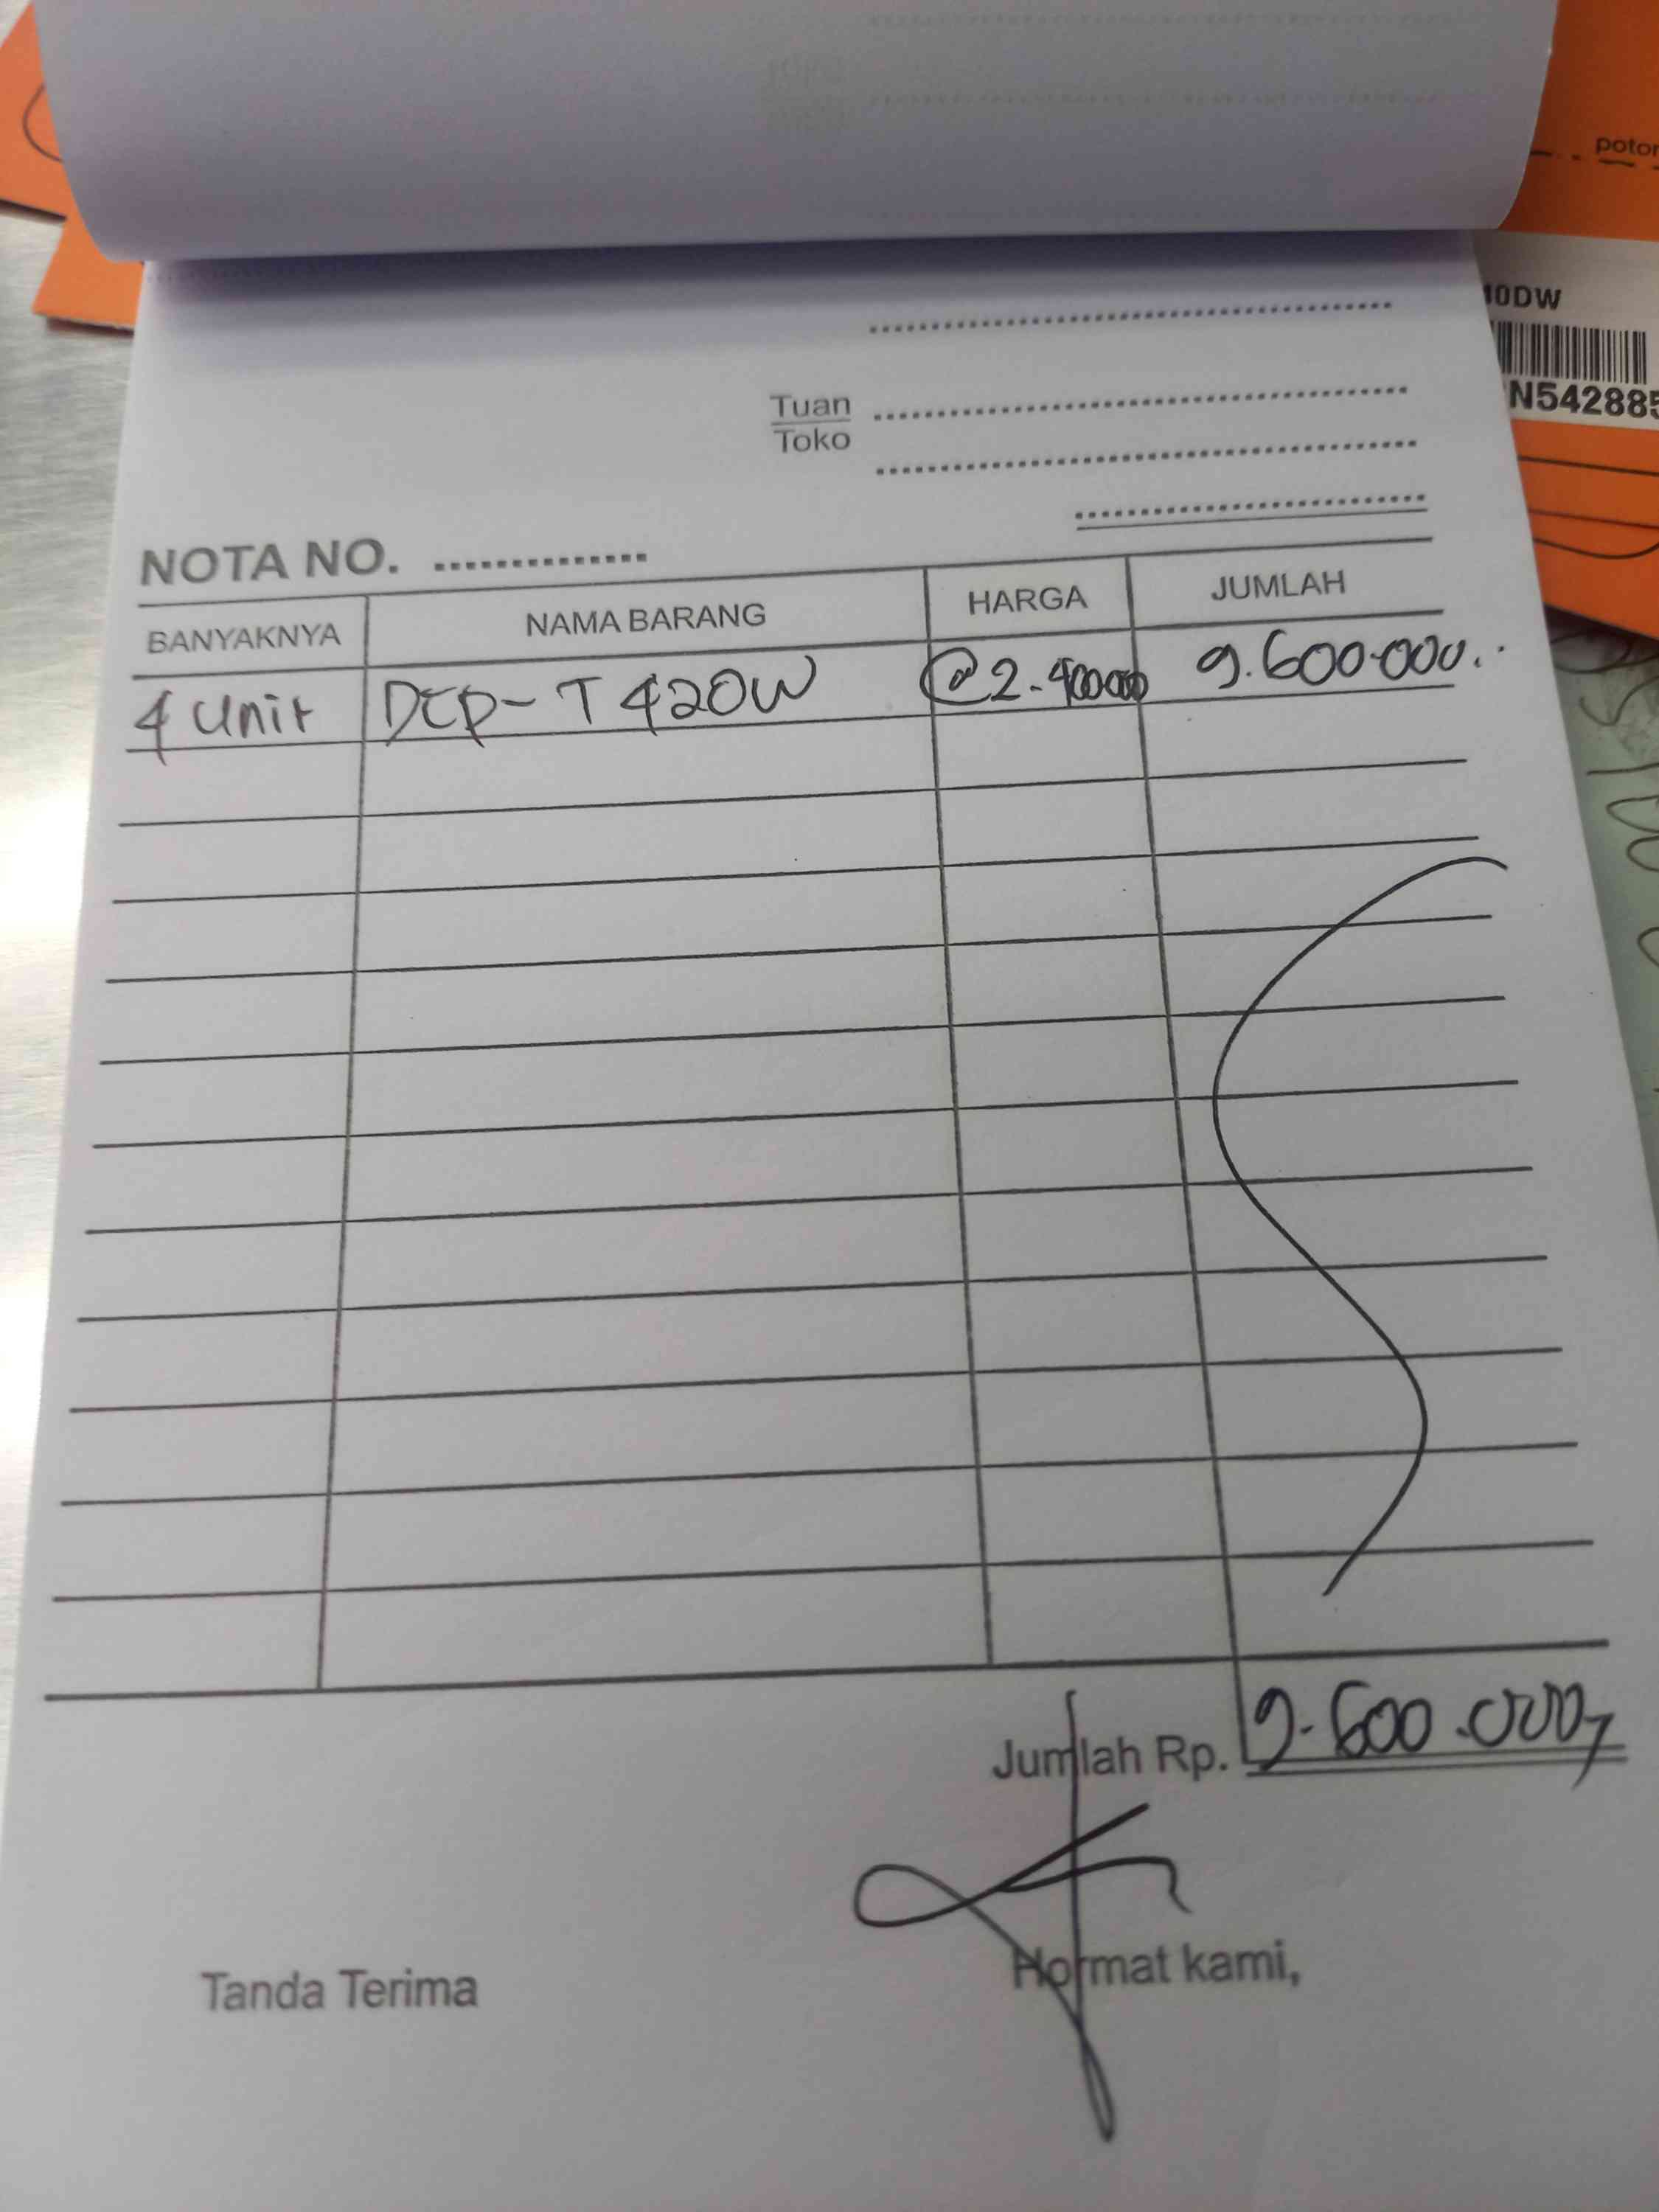 potor
10DW
N542885
Tuan
Toko
NOTA NO. ..............
BANYAKNYA NAMA BARANG HARGA JUMLAH
4 Unit DCP-T420W @2.400.000 9.600.000..
Jumlah Rp. 9.600.000,
Tanda Terima Hormat kami,